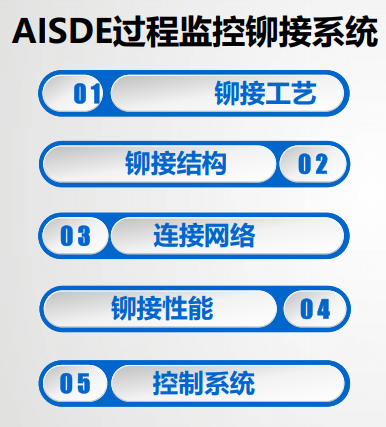 AISDE过程监控铆接系统
01 铆接工艺
铆接结构 02
03 连接网络
铆接性能 04
05 控制系统